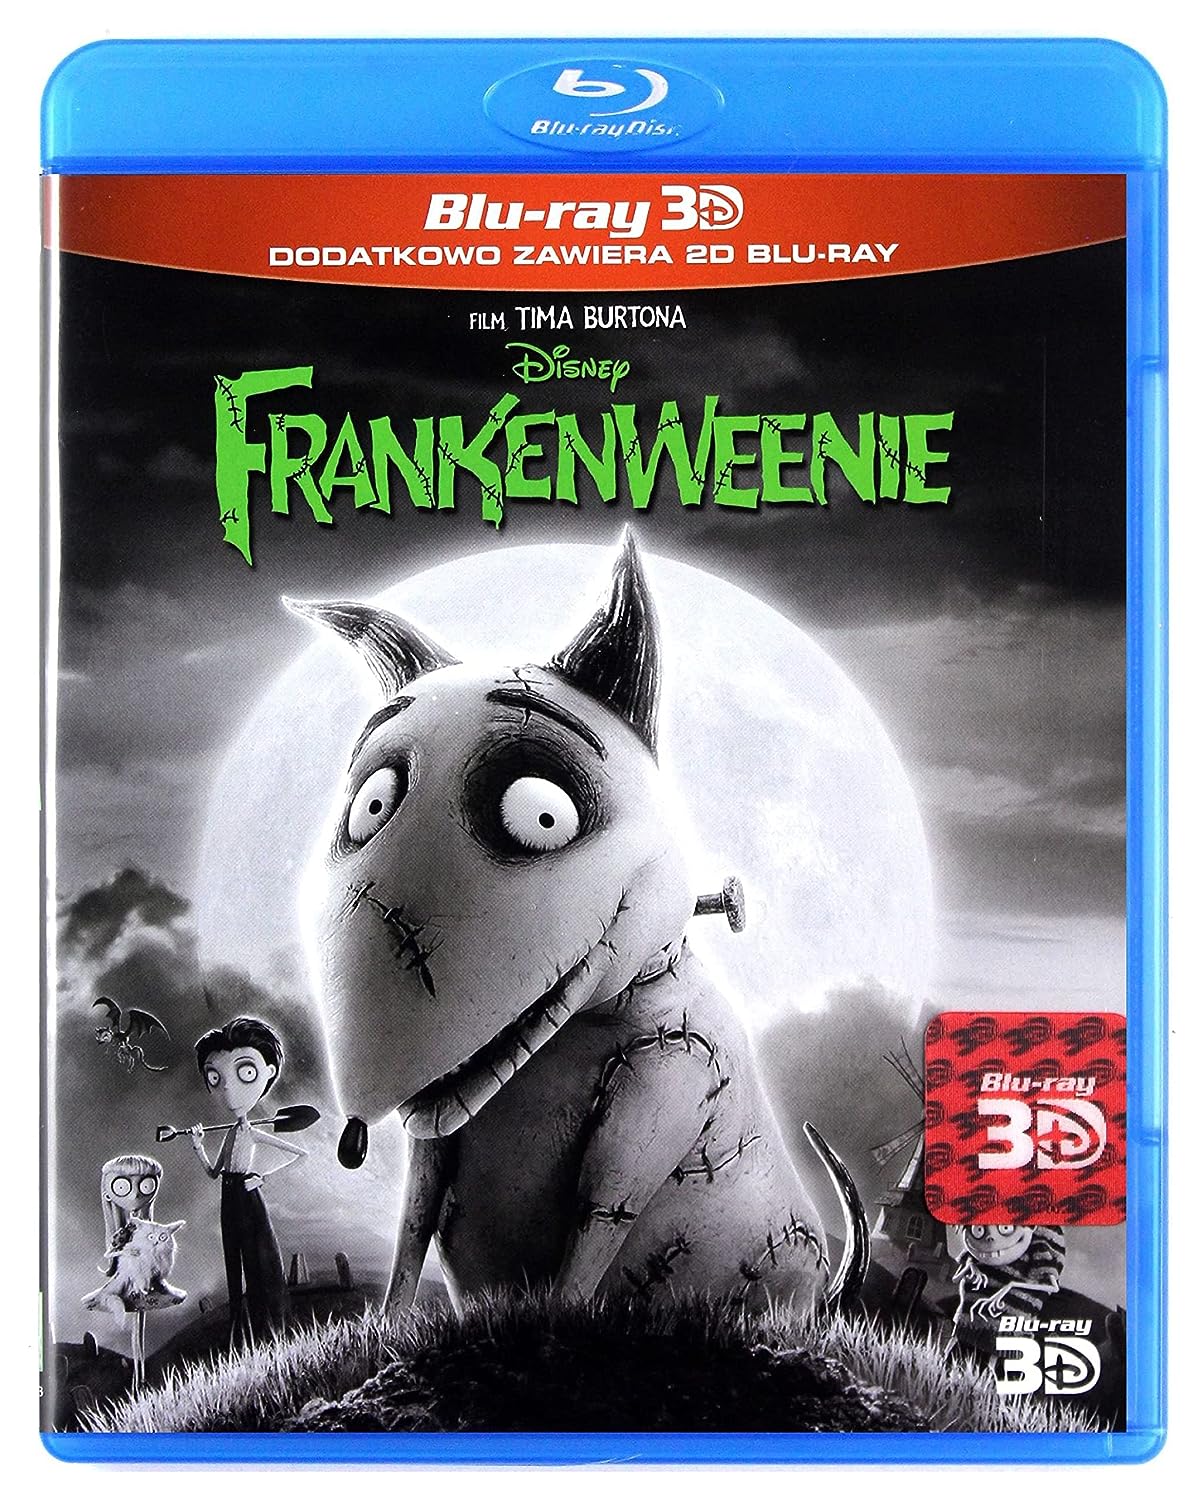 Blu-ray Disc
Blu-ray 3D
DODATKOWO ZAWIERA 2D BLU-RAY
FILM TIMA BURTONA
DISNEY
FRANKENWEENIE
Blu-ray
3D
Blu-ray
3D